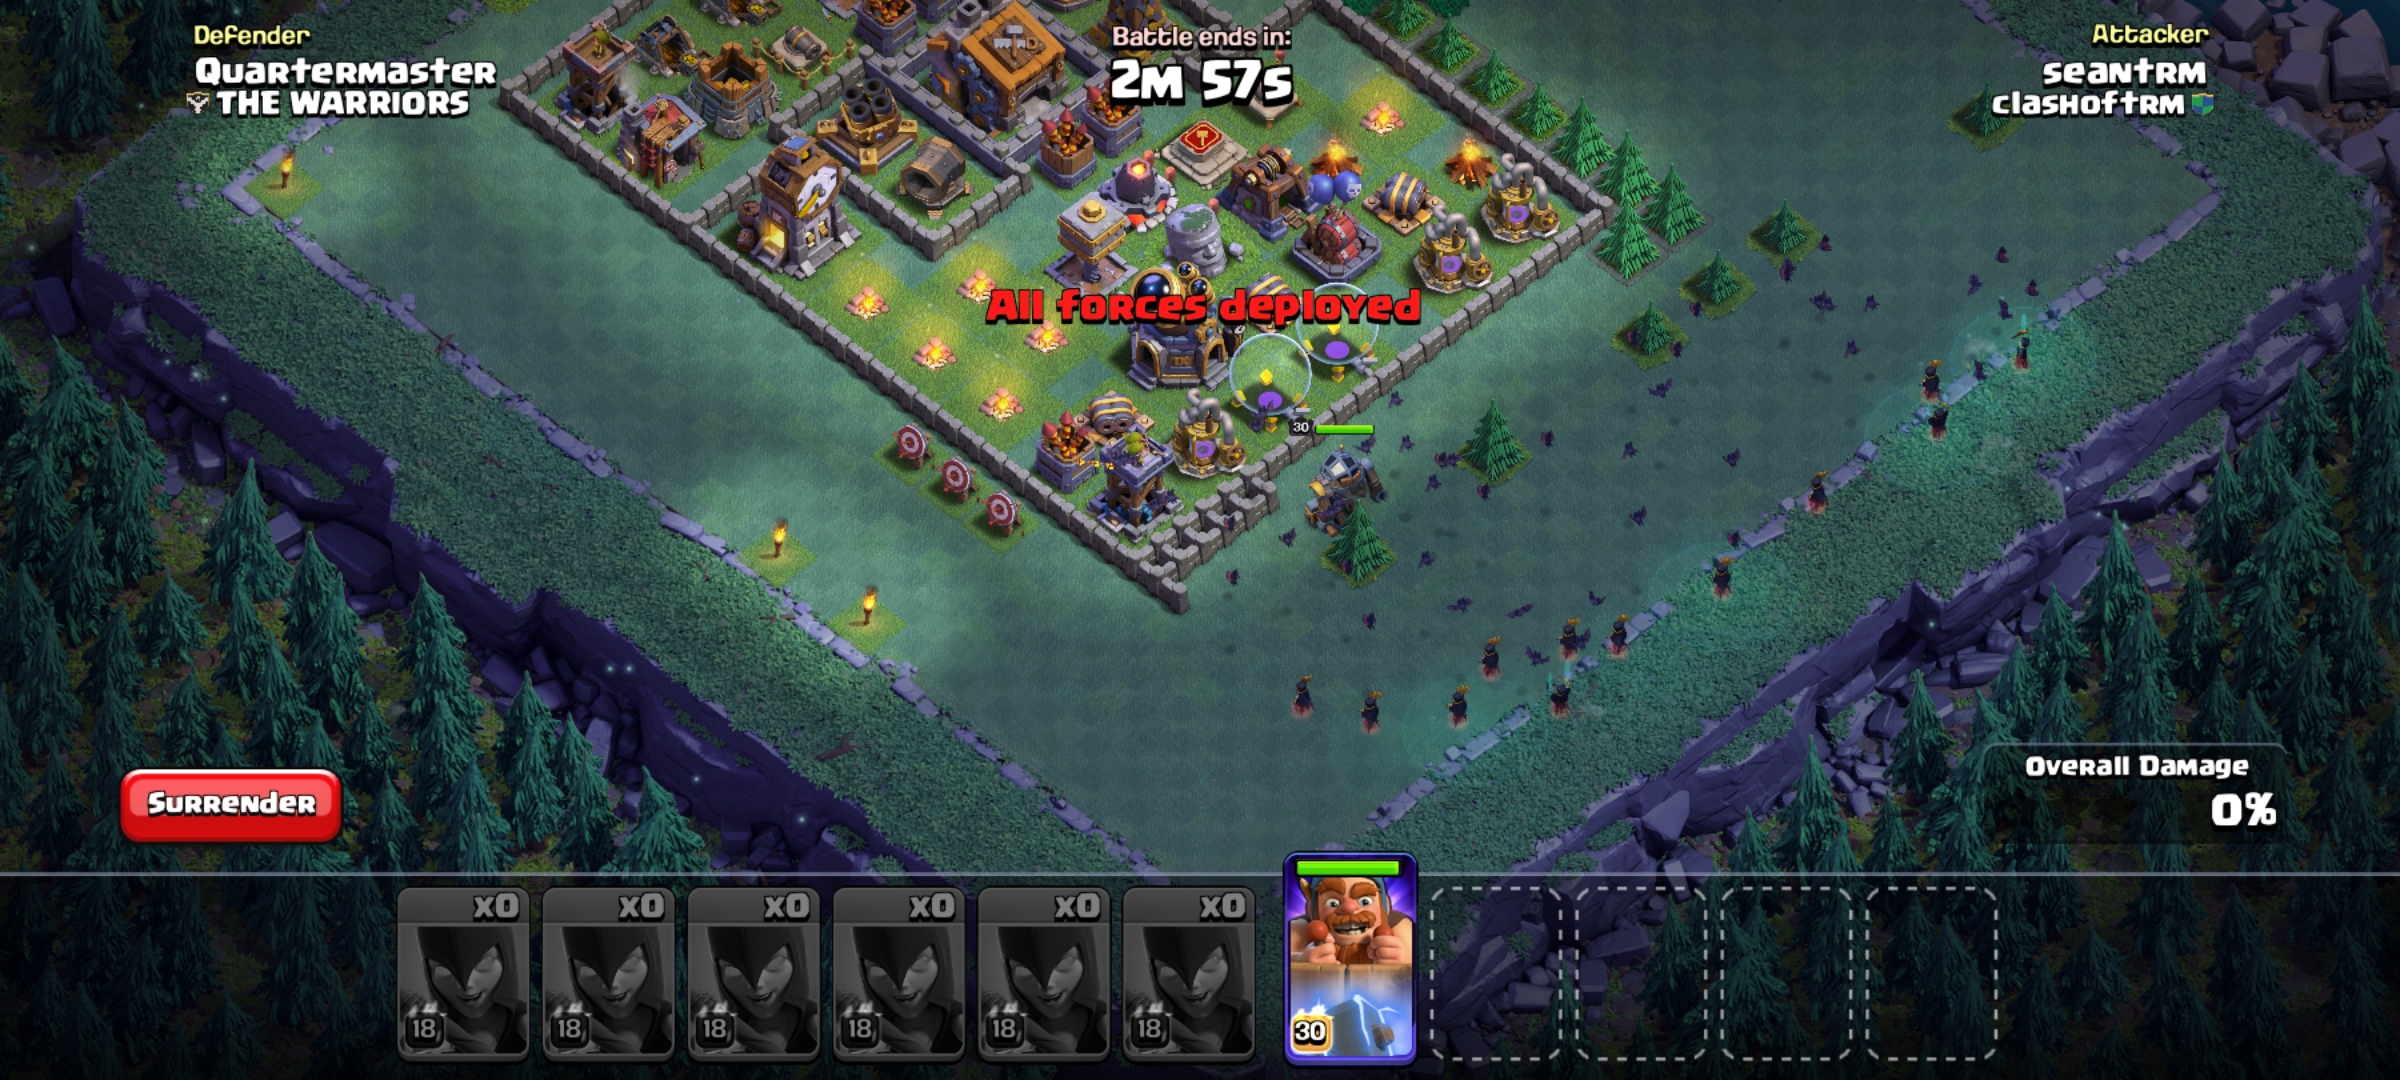 Defender
Quartermaster
THE WARRIORS
Battle ends in:
2M 57s
Attacker
seantrm
clashoftrm
All forces deployed
30
Surrender
Overall Damage
0%
x0 x0 x0 x0 x0 x0
18 18 18 18 18 18 30